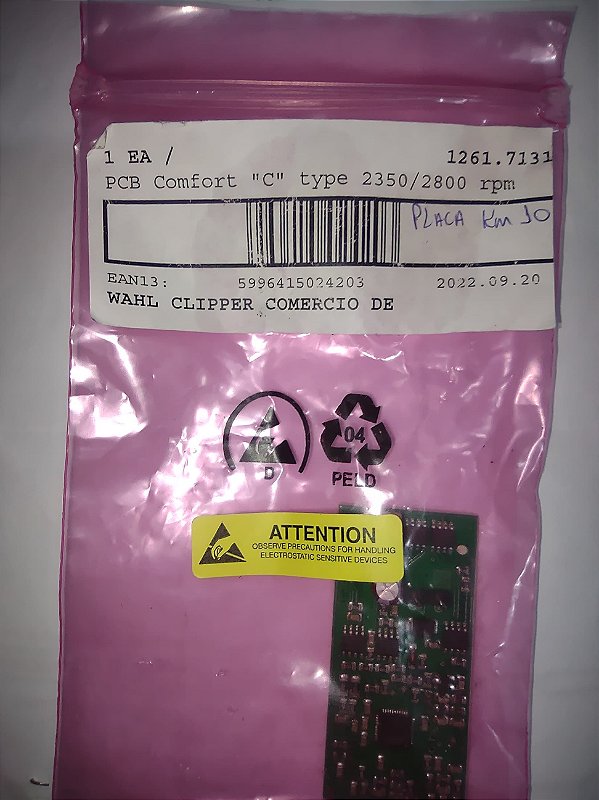 1 EA / 1261.7131
PCB Comfort "C" type 2350/2800 rpm
PLACA Km 10
EAN13: 5996415024203 2022.09.20
WAHL CLIPPER COMERCIO DE
D
04
PELD
ATTENTION
OBSERVE PRECAUTIONS FOR HANDLING
ELECTROSTATIC SENSITIVE DEVICES